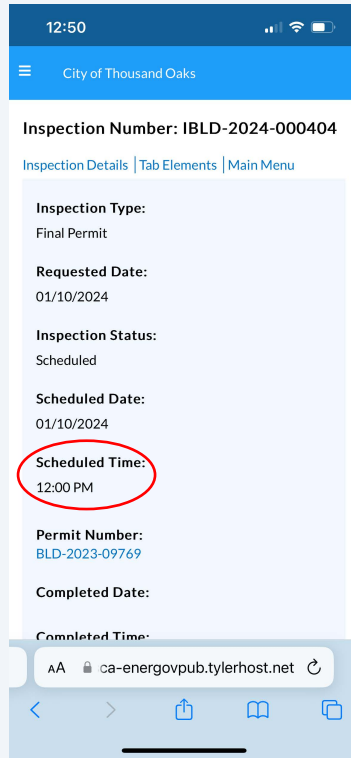 12:50
City of Thousand Oaks
Inspection Number: IBLD-2024-000404
Inspection Details | Tab Elements | Main Menu
Inspection Type:
Final Permit
Requested Date:
01/10/2024
Inspection Status:
Scheduled
Scheduled Date:
01/10/2024
Scheduled Time:
12:00 PM
Permit Number:
BLD-2023-09769
Completed Date:
Completed Time:
AA ca-energovpub.tylerhost.net